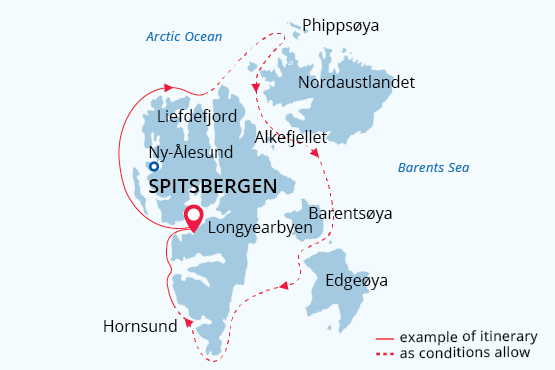 Phippsøya
Arctic Ocean
Nordaustlandet
Liefdefjord
Alkefjellet
Ny-Ålesund
Barents Sea
SPITSBERGEN
Barentsøya
Longyearbyen
Edgeøya
Hornsund
example of itinerary
as conditions allow